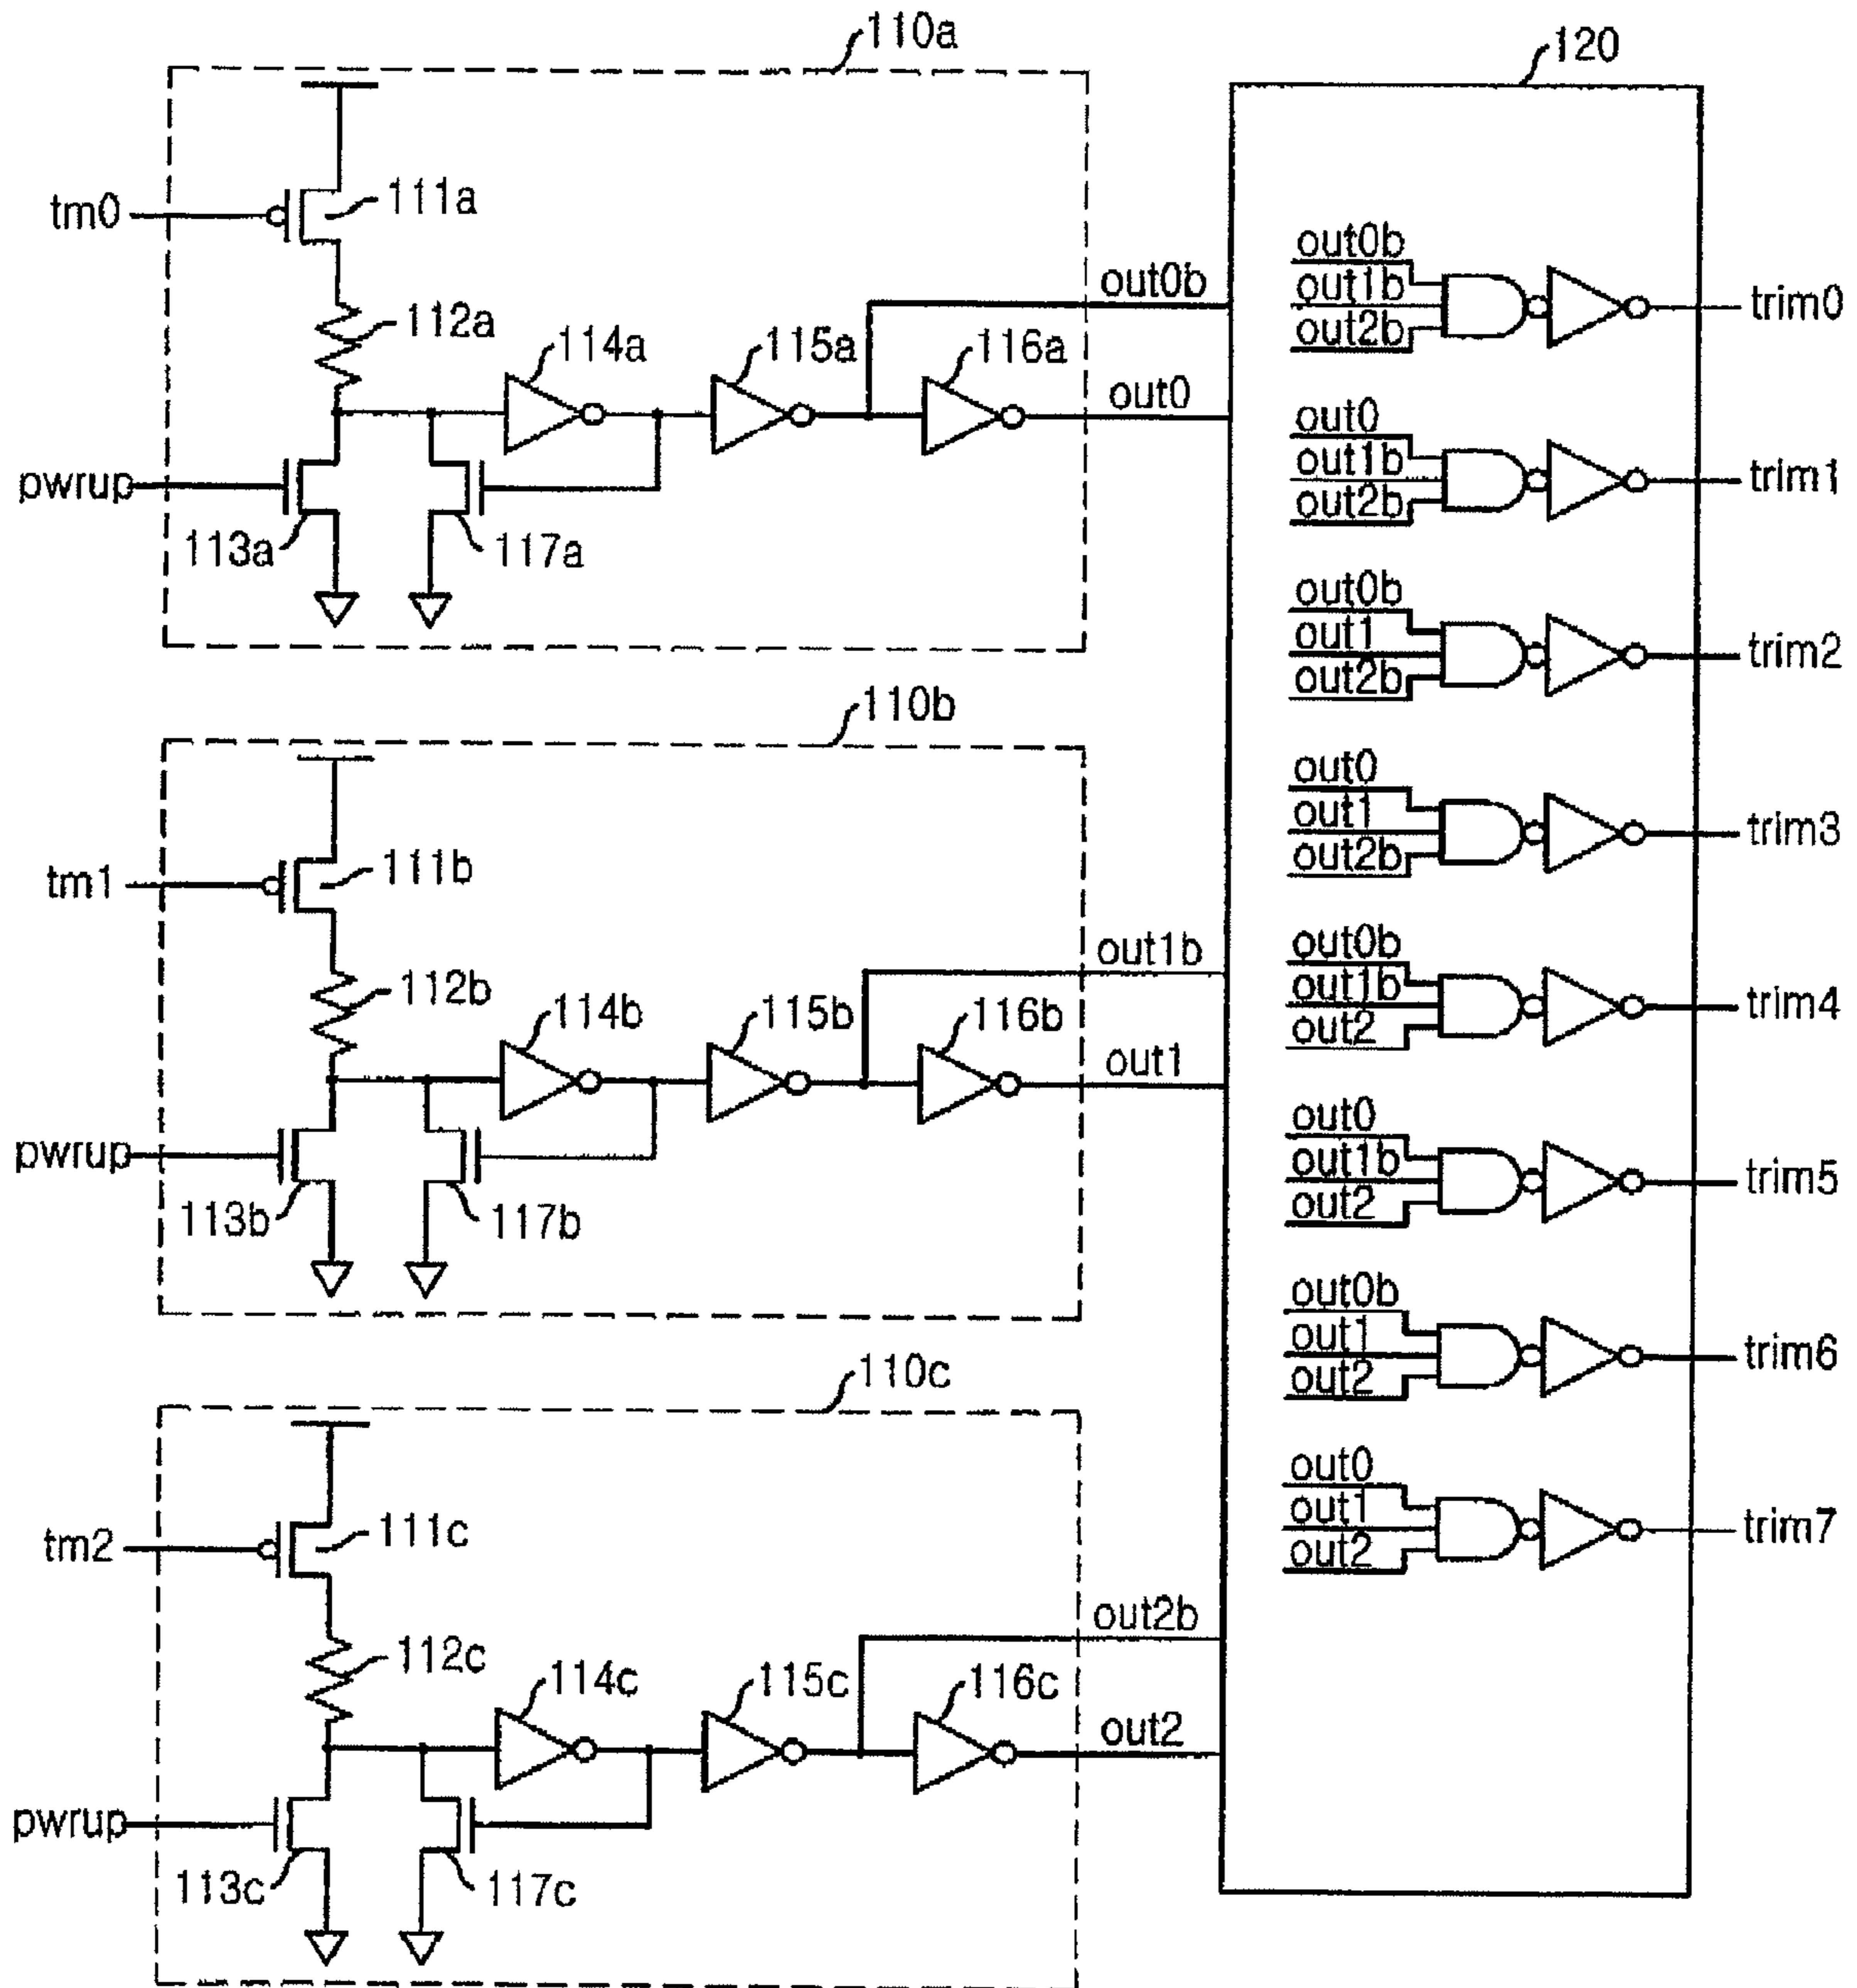 110a
120
tm0
111a
112a
114a
115a
116a
out0b
out0
pwrup
113a
117a
110b
tm1
111b
112b
114b
115b
116b
out1b
out1
pwrup
113b
117b
110c
tm2
111c
112c
114c
115c
116c
out2b
out2
pwrup
113c
117c
out0b
out1b
out2b
trim0
out0
out1b
out2b
trim1
out0b
out1
out2b
trim2
out0
out1
out2b
trim3
out0b
out1b
out2
trim4
out0
out1b
out2
trim5
out0b
out1
out2
trim6
out0
out1
out2
trim7